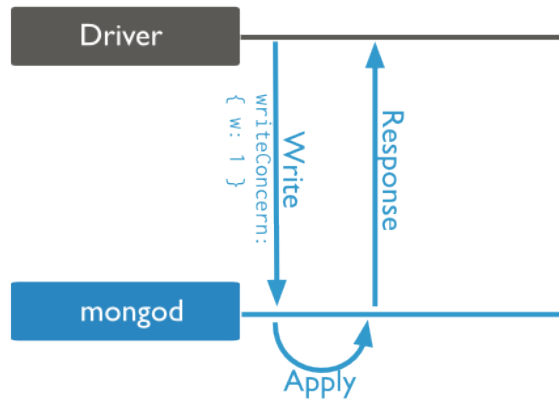 Driver
Write
writeConcern:
{ w: 1 }
Response
mongod
Apply